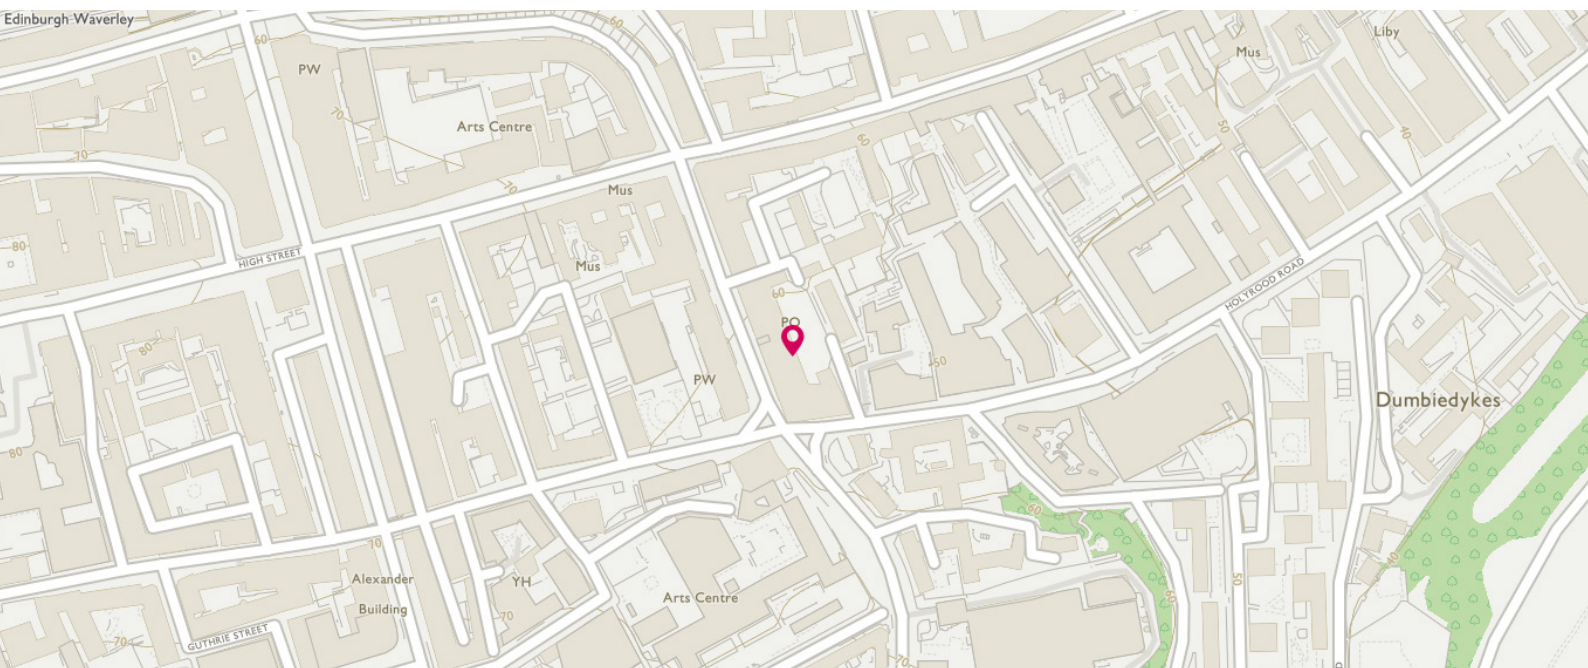 Edinburgh Waverley
60
60
Liby
Mus
PW
70
Arts Centre
50
40
60
70
70
Mus
80
HIGH STREET
Mus
HOLYROOD ROAD
60
PO
80
50
PW
Dumbiedykes
80
60
70
40
Alexander
Building
YH
50
Arts Centre
60
70
GUTHRIE STREET
70
70